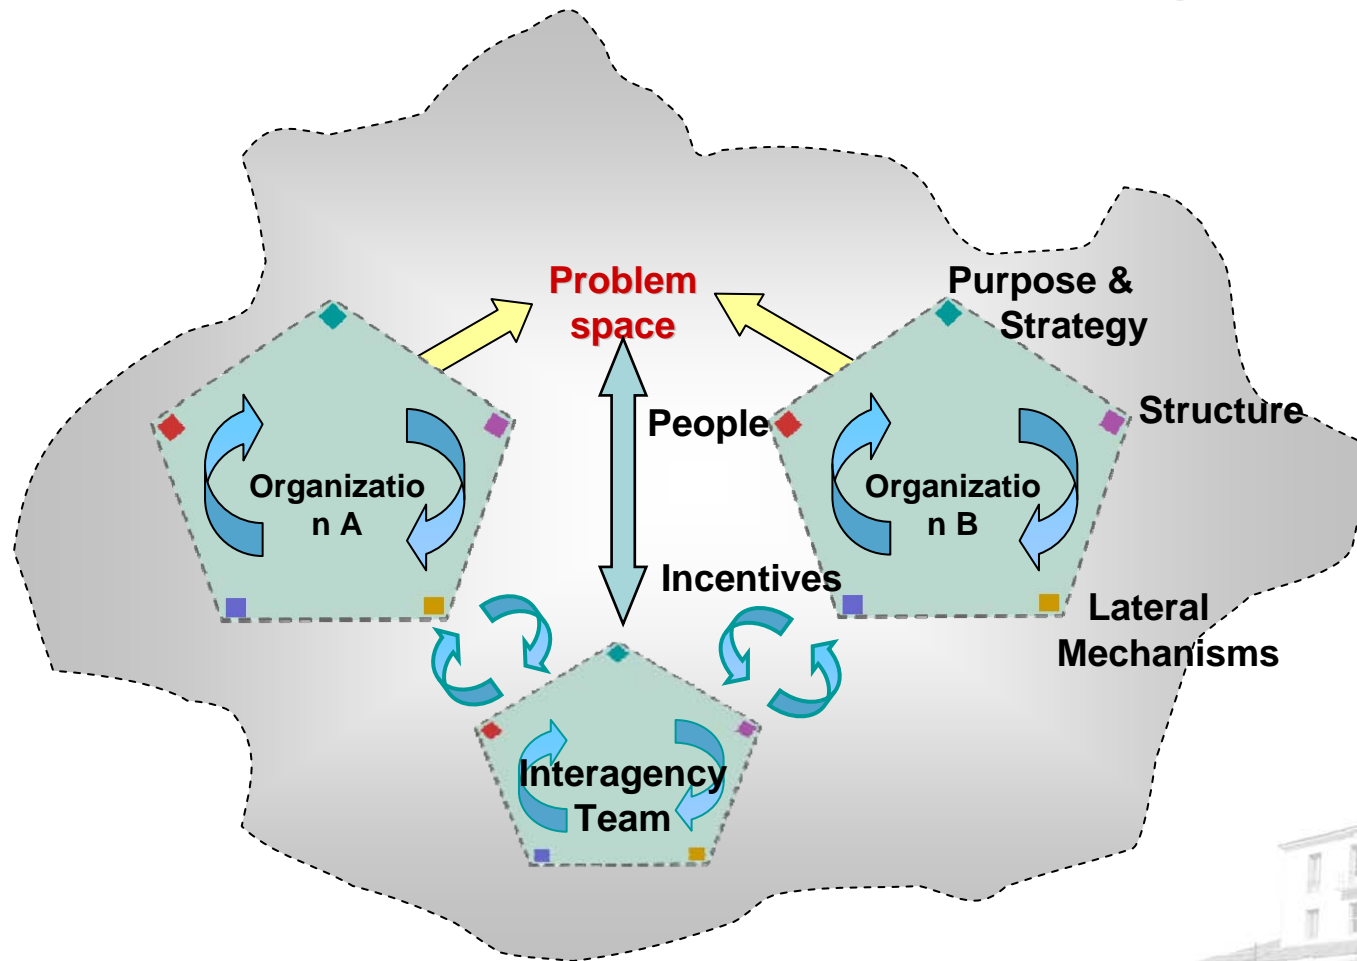 Problem
space
Purpose &
Strategy
People
Structure
Organizatio
n A
Organizatio
n B
Incentives
Lateral
Mechanisms
Interagency
Team